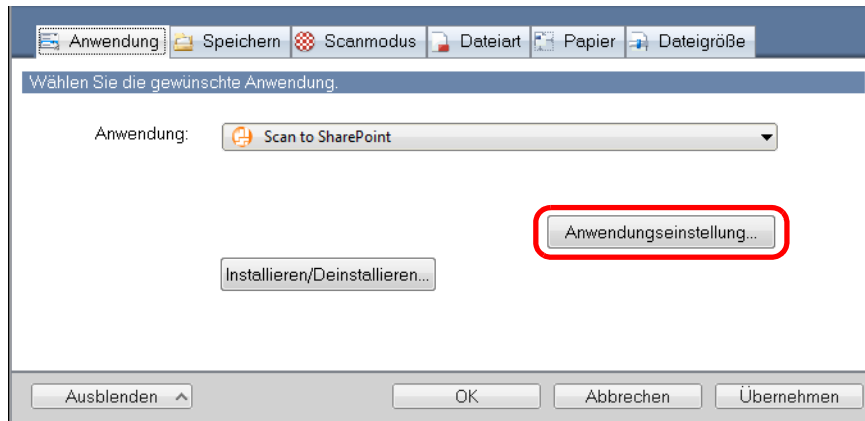 Anwendung Speichern Scanmodus Dateiart Papier Dateigröße
Wählen Sie die gewünschte Anwendung.
Anwendung: Scan to SharePoint
Anwendungseinstellung...
Installieren/Deinstallieren...
Ausblenden OK Abbrechen Übernehmen